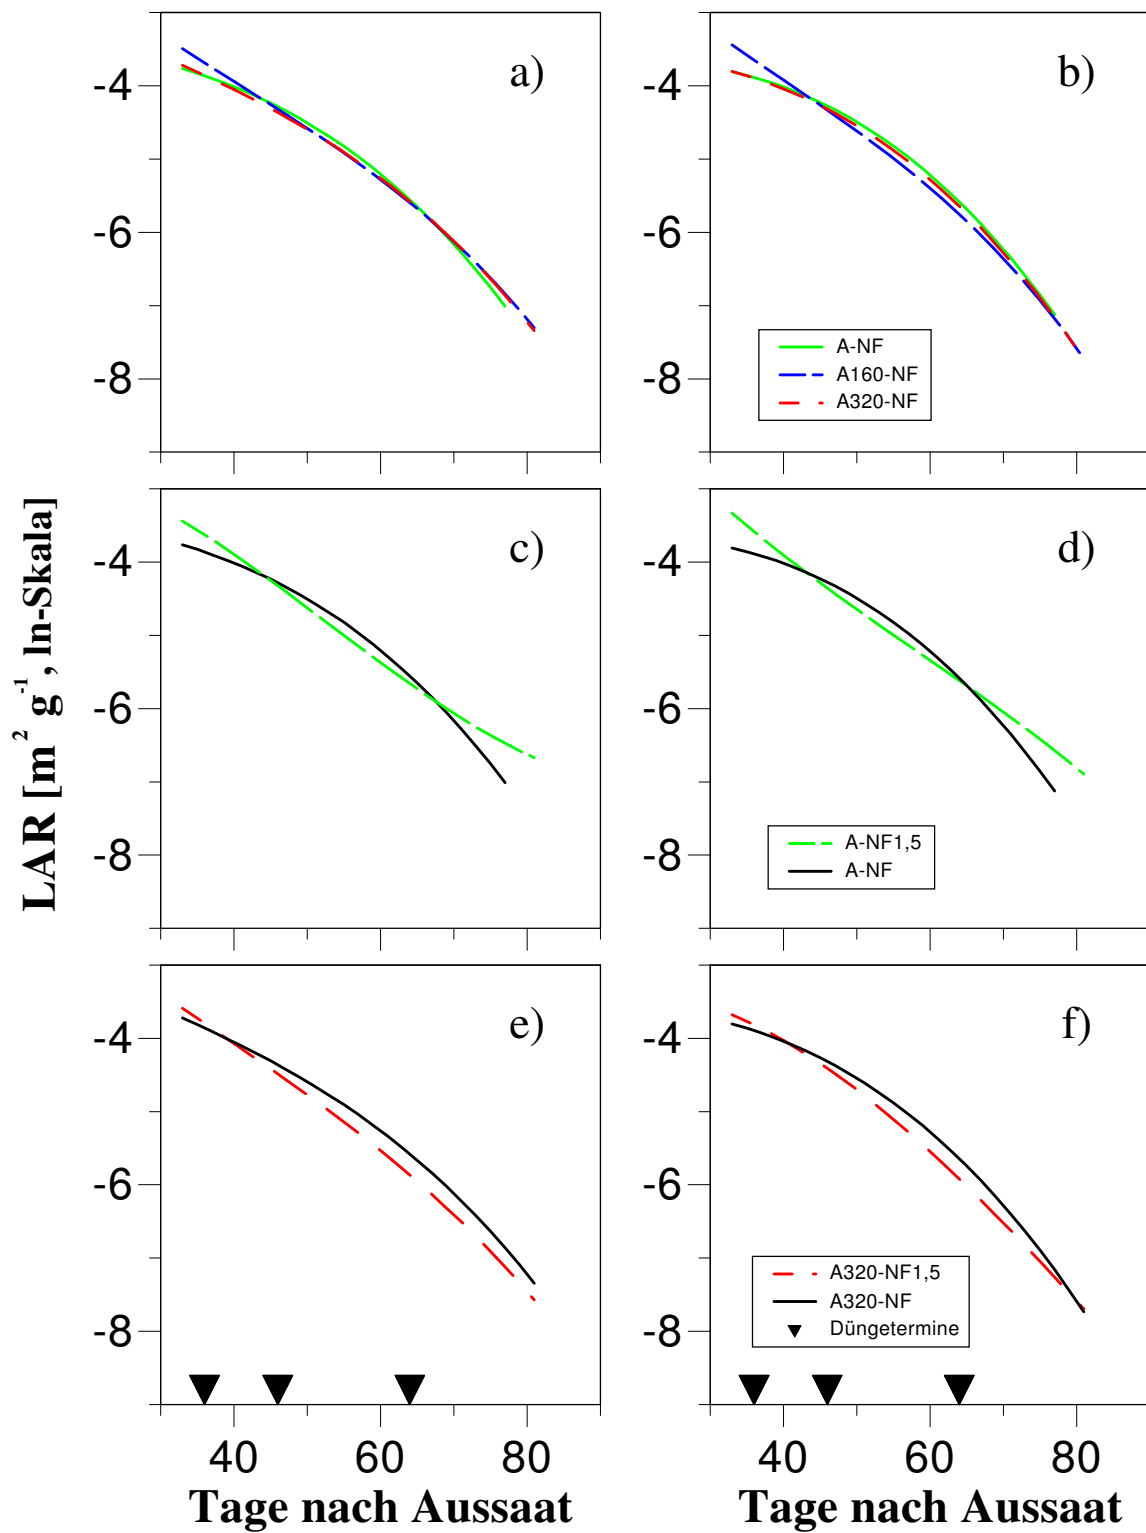 a)
b)
-4
-6
-8
-4
-6
-8
A-NF
A160-NF
A320-NF
c)
d)
-4
-6
-8
-4
-6
-8
A-NF1,5
A-NF
LAR [m² g⁻¹, ln-Skala]
e)
f)
-4
-6
-8
-4
-6
-8
A320-NF1,5
A320-NF
Düngetermine
40 60 80
40 60 80
Tage nach Aussaat
Tage nach Aussaat